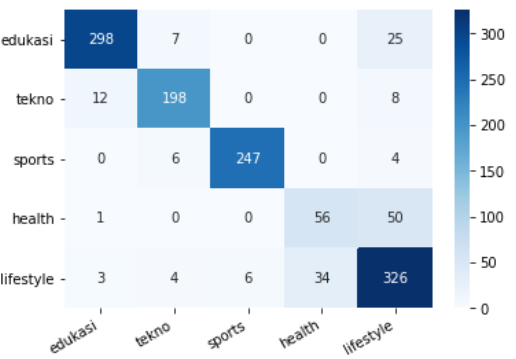 edukasi 298 7 0 0 25
tekno 12 198 0 0 8
sports 0 6 247 0 4
health 1 0 0 56 50
lifestyle 3 4 6 34 326
edukasi tekno sports health lifestyle
300
250
200
150
100
50
0